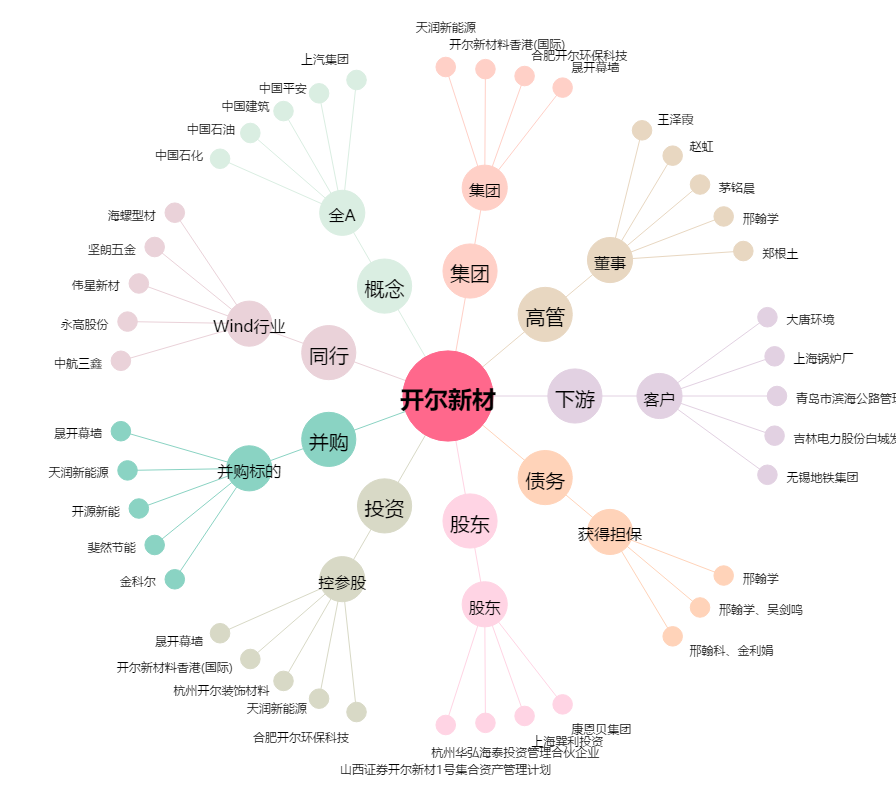 天润新能源
开尔新材料香港(国际)
合肥开尔环保科技
晟开幕墙
集团
集团
上汽集团
中国平安
中国建筑
中国石油
中国石化
全A
概念
王泽霞
赵虹
茅铭晨
邢翰学
郑根土
董事
高管
海螺型材
坚朗五金
伟星新材
永高股份
中航三鑫
Wind行业
同行
大唐环境
上海锅炉厂
青岛市滨海公路管理
吉林电力股份白城发
无锡地铁集团
客户
下游
开尔新材
晟开幕墙
天润新能源
开源新能
斐然节能
金科尔
并购标的
并购
债务
获得担保
邢翰学
邢翰学、吴剑鸣
邢翰科、金利娟
投资
控参股
晟开幕墙
开尔新材料香港(国际)
杭州开尔装饰材料
天润新能源
合肥开尔环保科技
股东
股东
康恩贝集团
上海巽利投资
杭州华弘海泰投资管理合伙企业
山西证券开尔新材1号集合资产管理计划